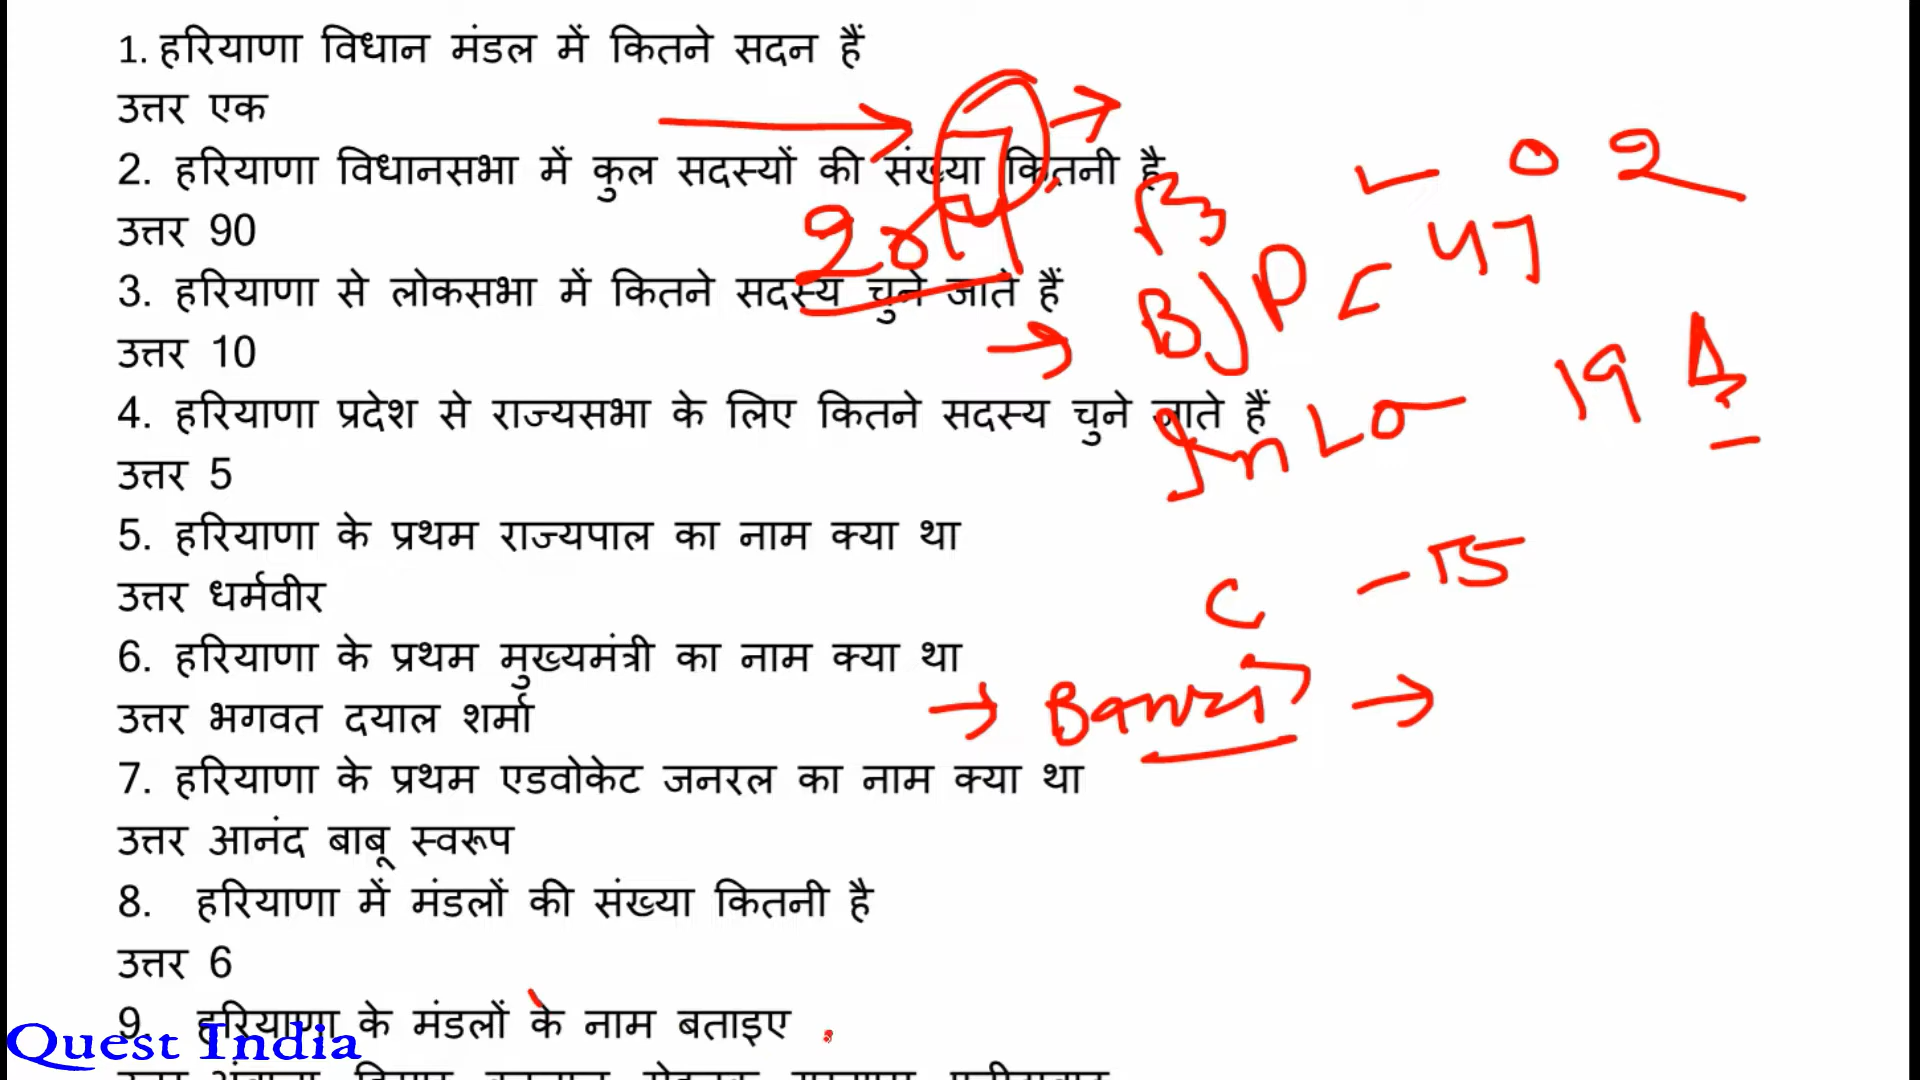 1. हरियाणा विधान मंडल में कितने सदन हैं
उत्तर एक
2. हरियाणा विधानसभा में कुल सदस्यों की संख्या कितनी है
उत्तर 90
3. हरियाणा से लोकसभा में कितने सदस्य चुने जाते हैं
उत्तर 10
4. हरियाणा प्रदेश से राज्यसभा के लिए कितने सदस्य चुने जाते हैं
उत्तर 5
5. हरियाणा के प्रथम राज्यपाल का नाम क्या था
उत्तर धर्मवीर
6. हरियाणा के प्रथम मुख्यमंत्री का नाम क्या था
उत्तर भगवत दयाल शर्मा
7. हरियाणा के प्रथम एडवोकेट जनरल का नाम क्या था
उत्तर आनंद बाबू स्वरूप
8. हरियाणा में मंडलों की संख्या कितनी है
उत्तर 6
9. हरियाणा के मंडलों के नाम बताइए
Quest India
2014
02
BJP 47
InLO 19
C - 15